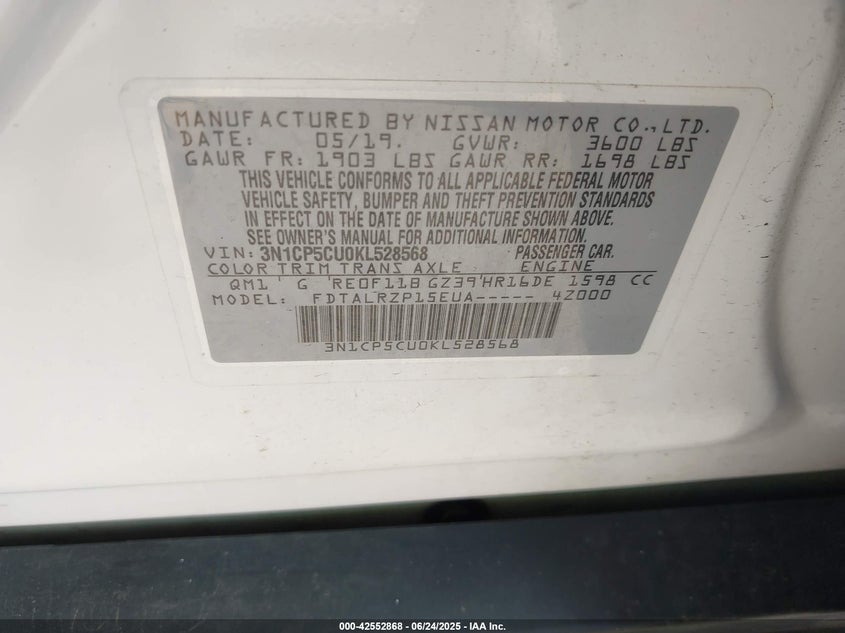 MANUFACTURED BY NISSAN MOTOR CO.,LTD.
DATE: 05/19. GVWR: 3600 LBS
GAWR FR: 1903 LBS GAWR RR: 1698 LBS
THIS VEHICLE CONFORMS TO ALL APPLICABLE FEDERAL MOTOR
VEHICLE SAFETY, BUMPER AND THEFT PREVENTION STANDARDS
IN EFFECT ON THE DATE OF MANUFACTURE SHOWN ABOVE.
SEE OWNER'S MANUAL FOR ADDITIONAL INFORMATION.
VIN: 3N1CP5CU0KL528568 PASSENGER CAR.
COLOR TRIM TRANS AXLE ENGINE
QM1 G RE0F11B GZ39 HR16DE 1598 CC
MODEL: FDTALRZP15EUA----- 4Z000
3N1CP5CU0KL528568
000-42552868 - 06/24/2025 - IAA Inc.